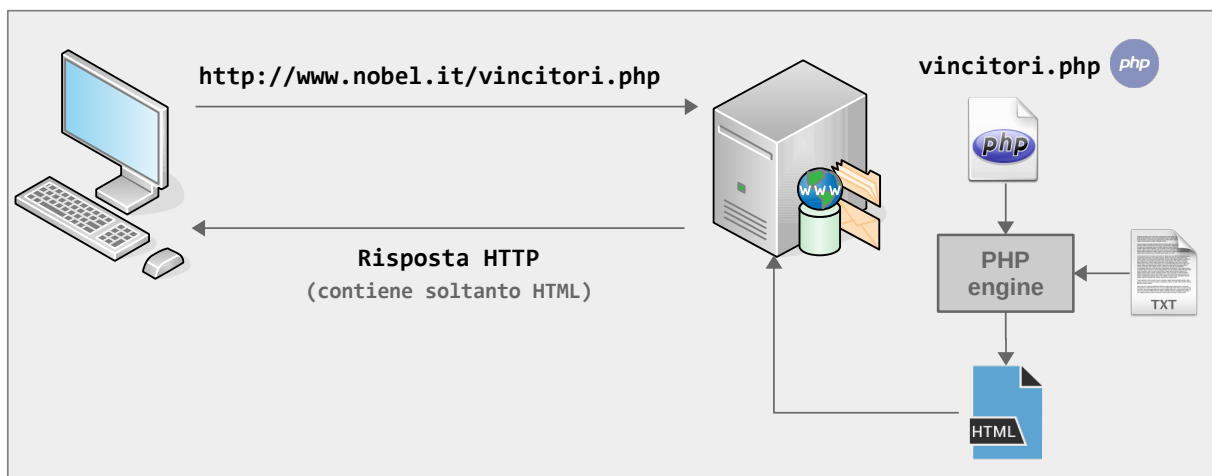 http://www.nobel.it/vincitori.php
vincitori.php
php
php
WWW
Risposta HTTP
(contiene soltanto HTML)
PHP
engine
TXT
HTML